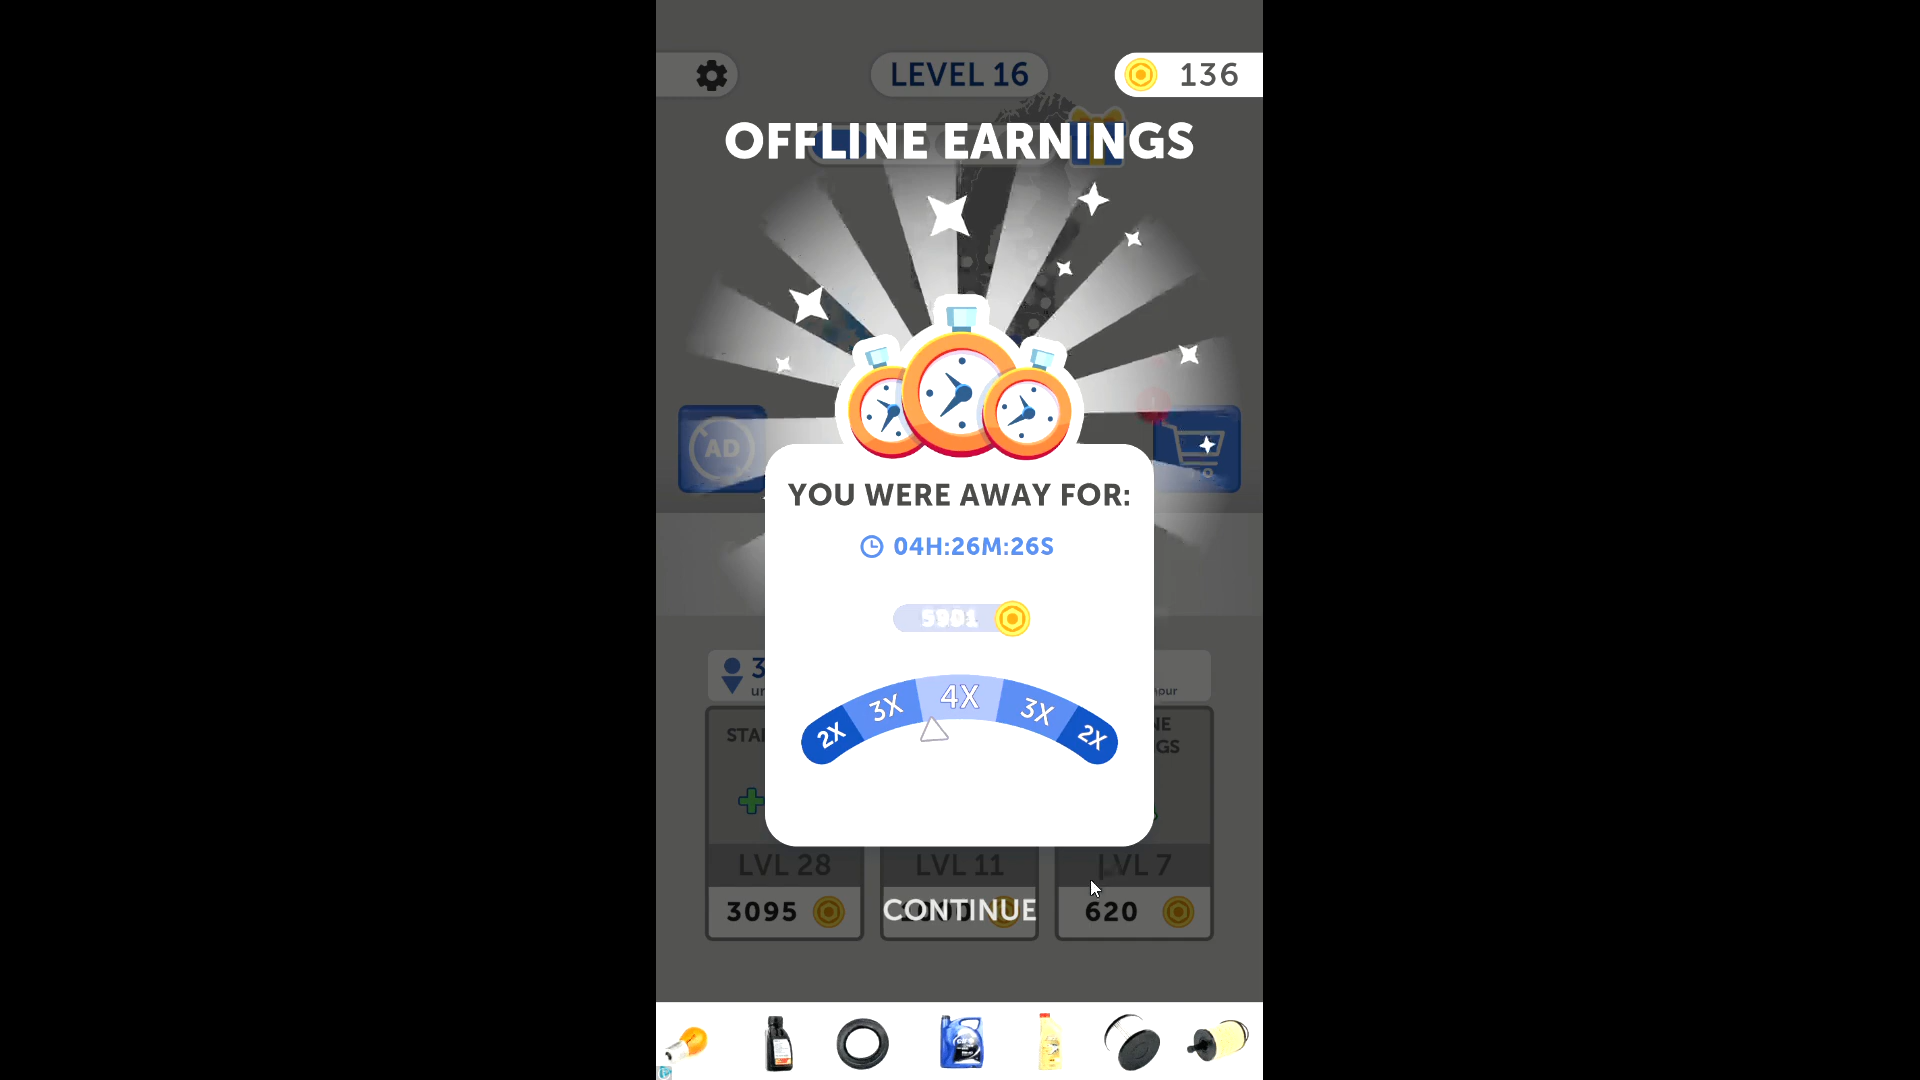 LEVEL 16
136
OFFLINE EARNINGS
AD
YOU WERE AWAY FOR:
04H:26M:26S
5901
2X 3X 4X 3X 2X
LVL 28
LVL 11
LVL 7
3095
CONTINUE
620